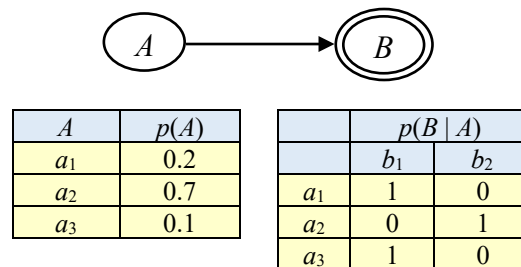 A B
A p(A)
a1 0.2
a2 0.7
a3 0.1
p(B | A)
b1 b2
a1 1 0
a2 0 1
a3 1 0